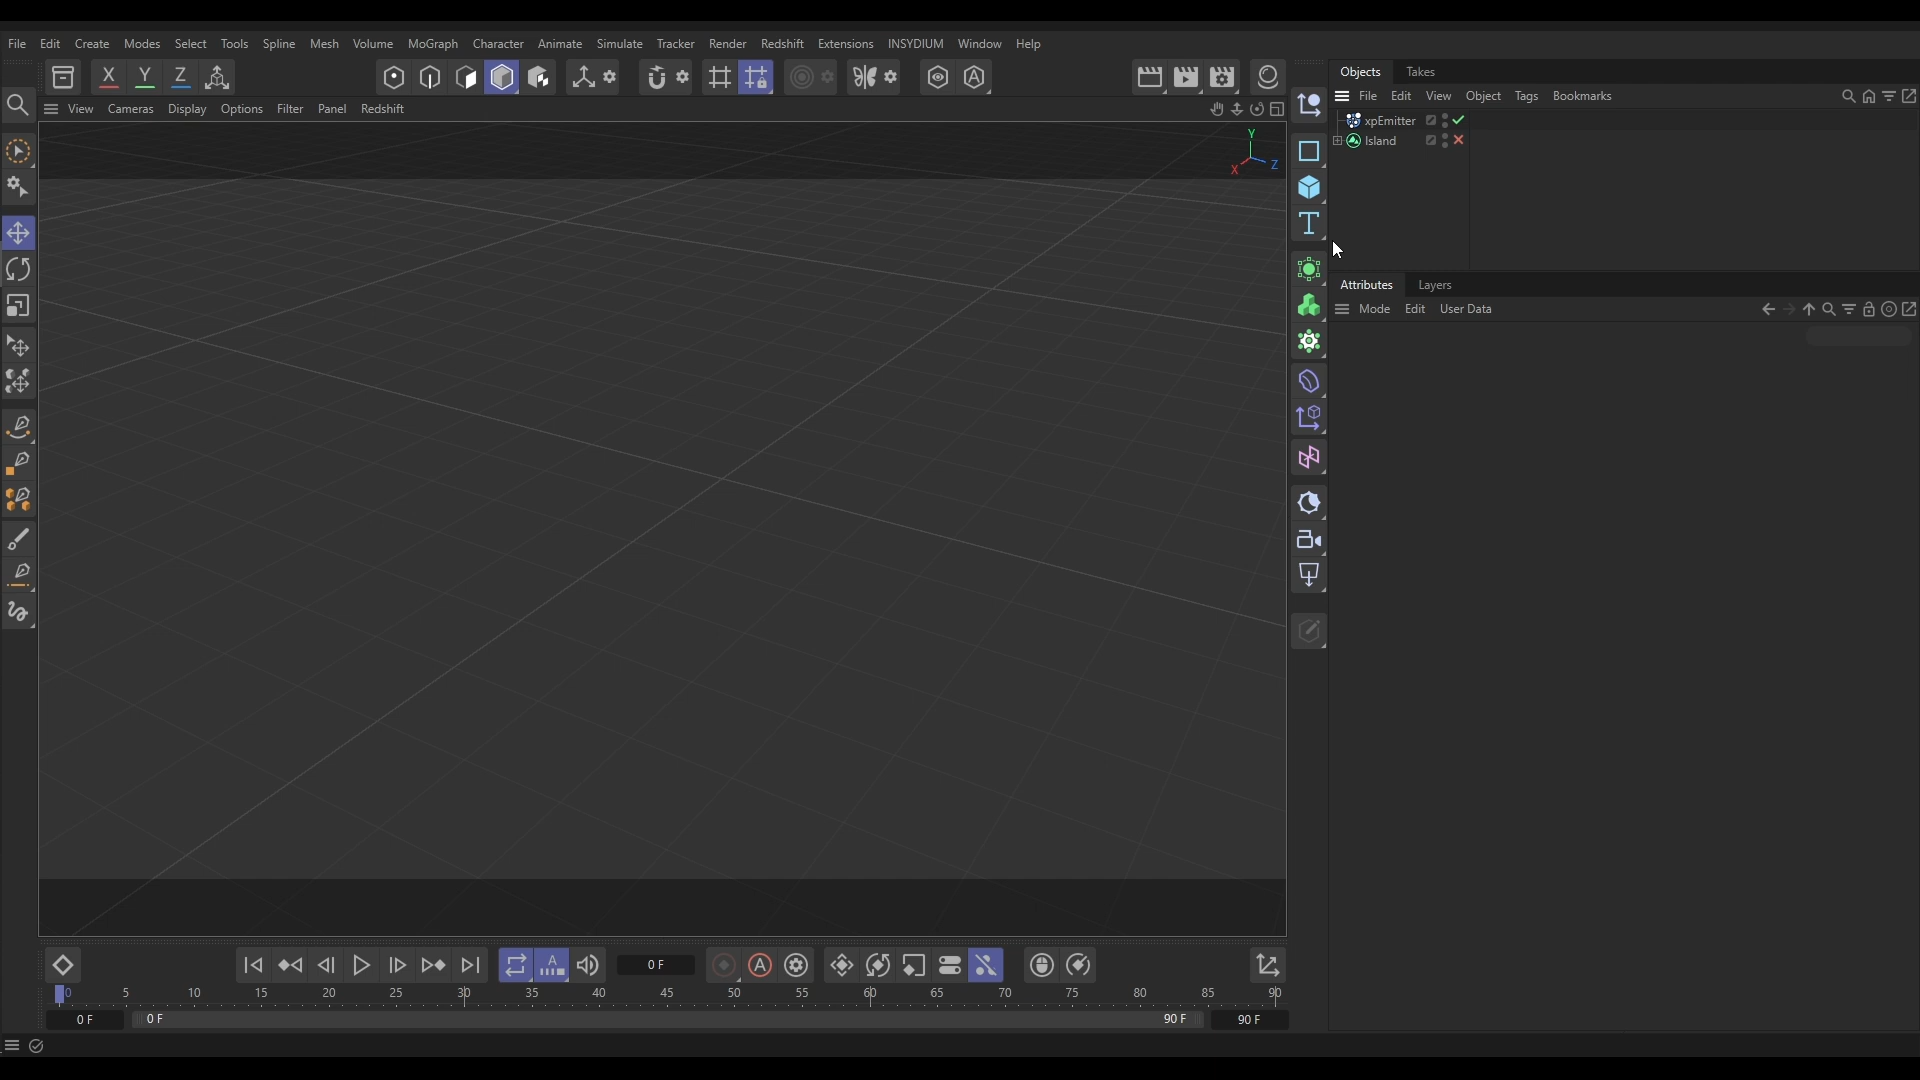 File Edit Create Modes Select Tools Spline Mesh Volume MoGraph Character Animate Simulate Tracker Render Redshift Extensions INSYDIUM Window Help
X Y Z
Objects Takes
View Cameras Display Options Filter Panel Redshift
File Edit View Object Tags Bookmarks
xpEmitter
Island
Y
X Z
Attributes Layers
Mode Edit User Data
0 F
0 5 10 15 20 25 30 35 40 45 50 55 60 65 70 75 80 85 90
0 F 0 F 90 F 90 F